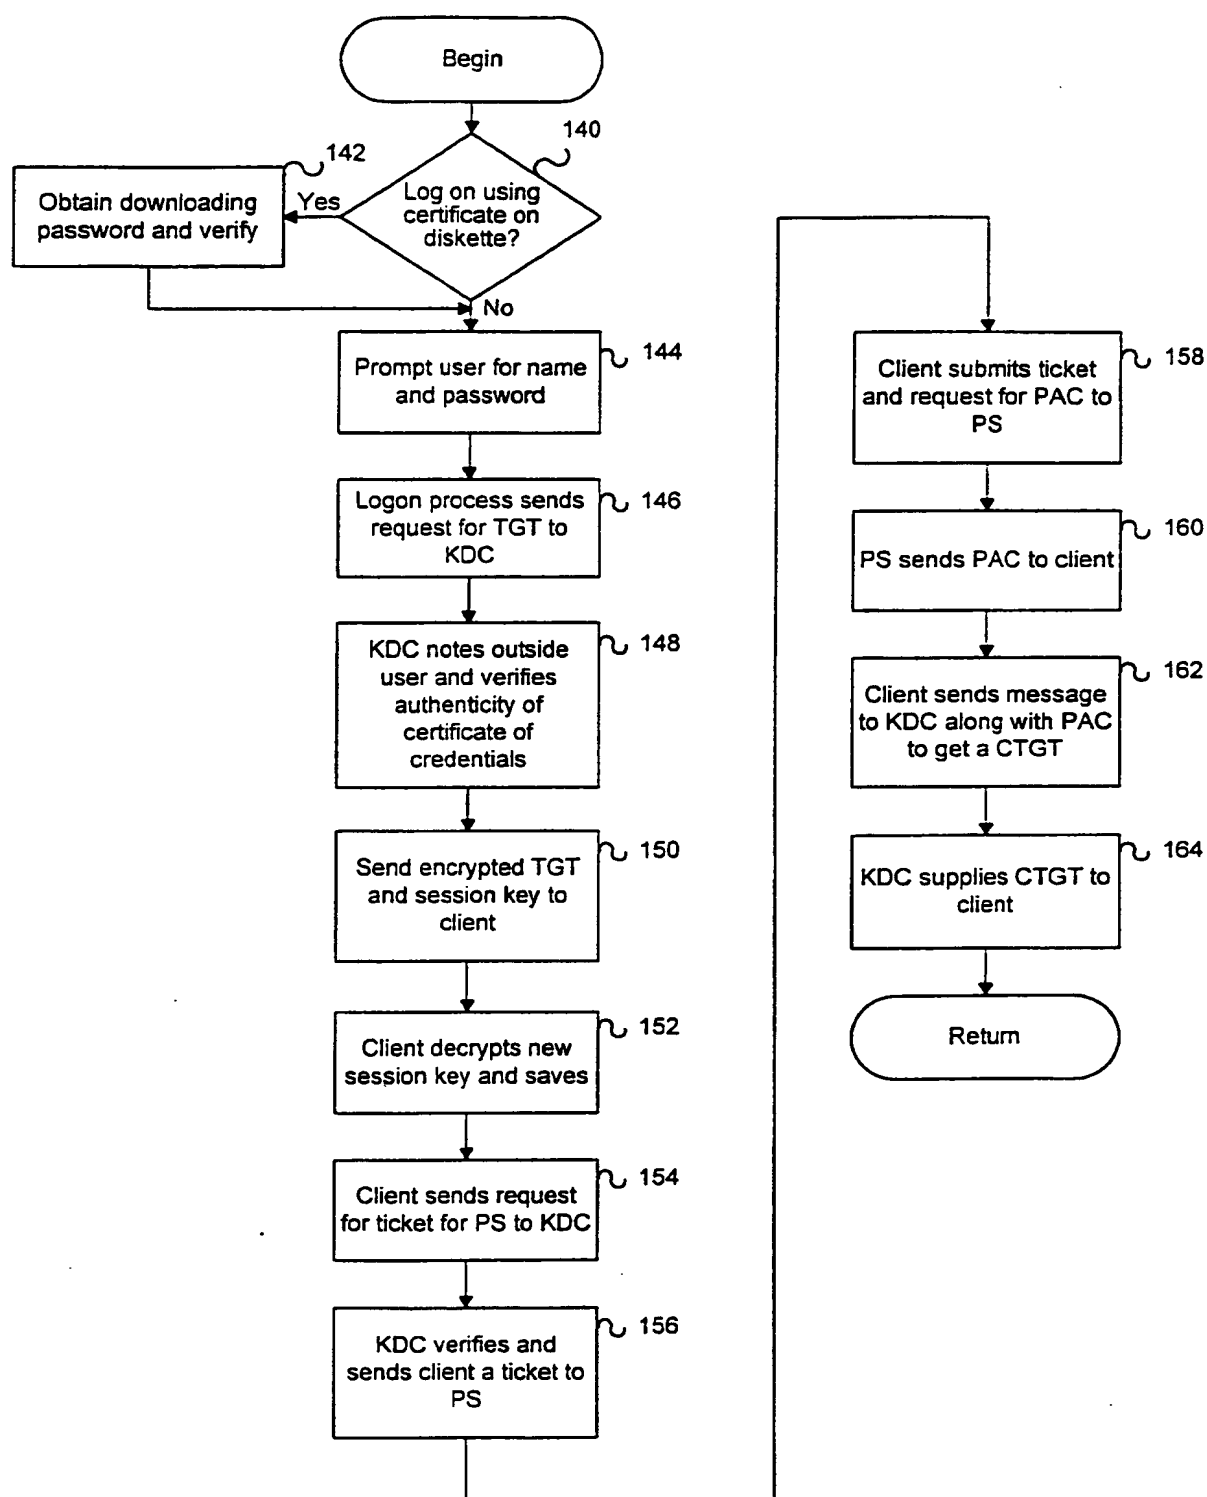 Begin
140
Log on using
certificate on
diskette?
Yes
142
Obtain downloading
password and verify
No
Prompt user for name
and password
144
Logon process sends
request for TGT to
KDC
146
KDC notes outside
user and verifies
authenticity of
certificate of
credentials
148
Send encrypted TGT
and session key to
client
150
Client decrypts new
session key and saves
152
Client sends request
for ticket for PS to KDC
154
KDC verifies and
sends client a ticket to
PS
156
Client submits ticket
and request for PAC to
PS
158
PS sends PAC to client
160
Client sends message
to KDC along with PAC
to get a CTGT
162
KDC supplies CTGT to
client
164
Return